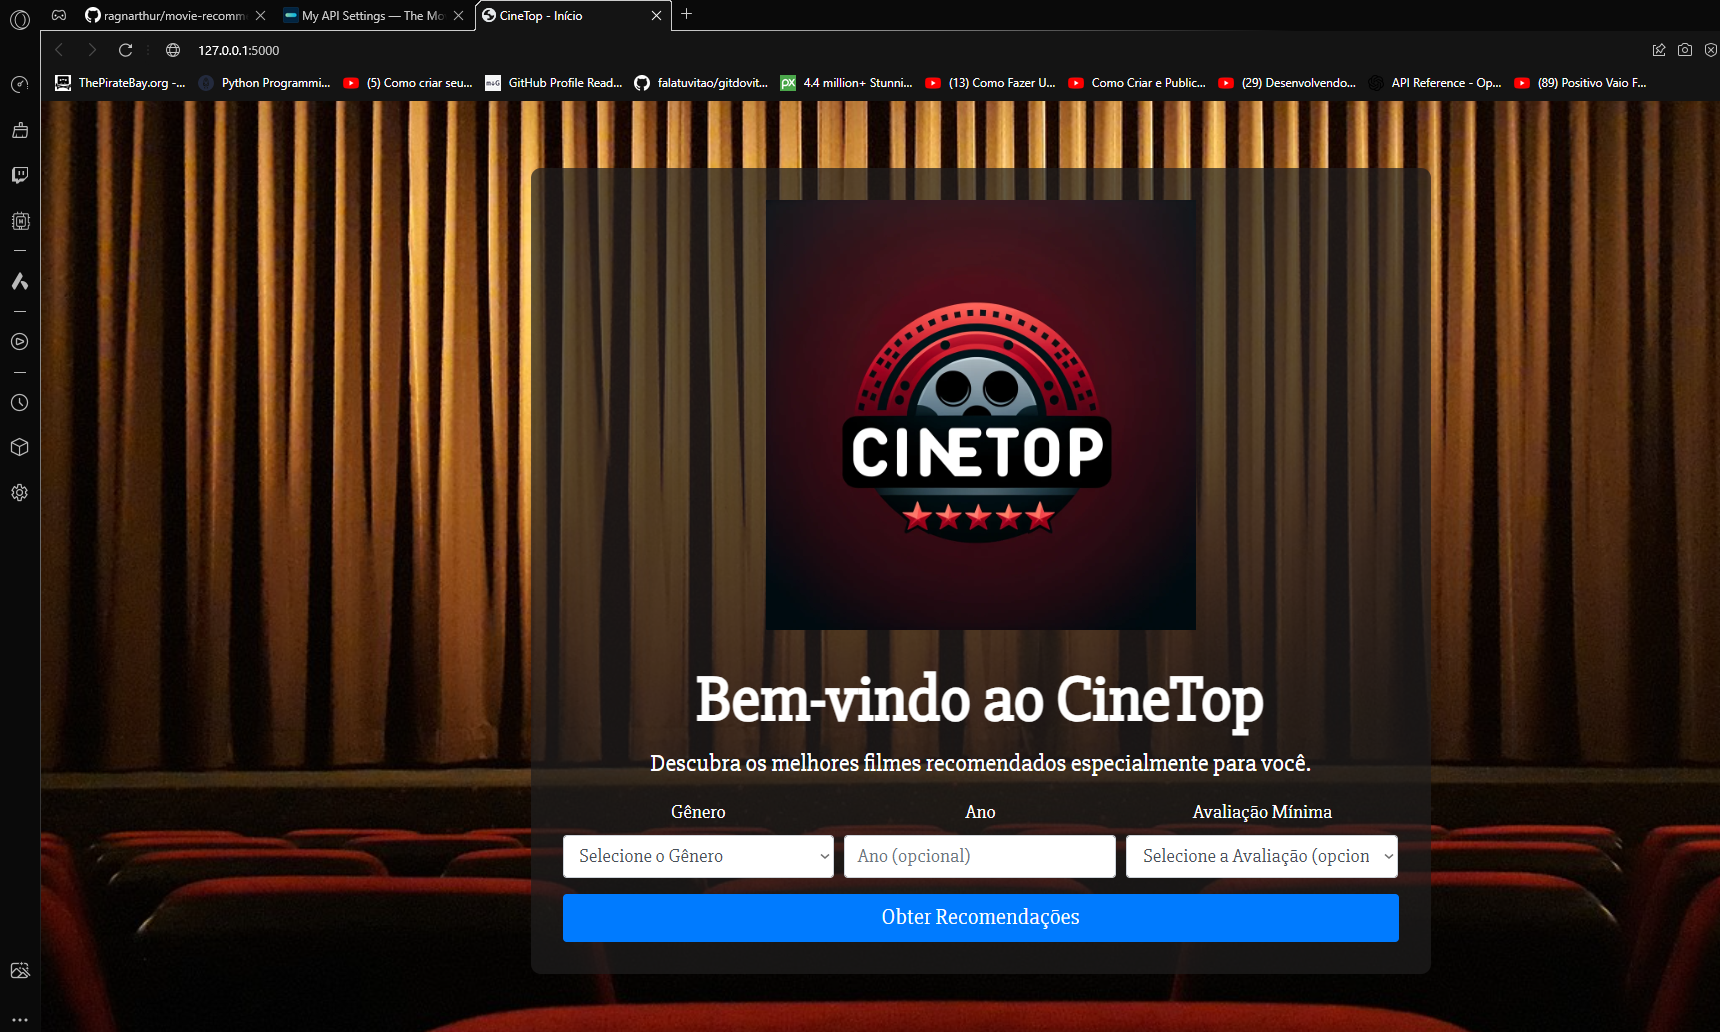 ragnarthur/movie-recomm
My API Settings — The Mo
CineTop - Início
127.0.0.1:5000
ThePirateBay.org -...
Python Programmi...
(5) Como criar seu...
GitHub Profile Read...
falatuvitao/gitdovit...
4.4 million+ Stunni...
(13) Como Fazer U...
Como Criar e Public...
(29) Desenvolvendo...
API Reference - Op...
(89) Positivo Vaio F...
CINETOP
Bem-vindo ao CineTop
Descubra os melhores filmes recomendados especialmente para você.
Gênero
Ano
Avaliação Mínima
Selecione o Gênero
Ano (opcional)
Selecione a Avaliação (opcion
Obter Recomendações